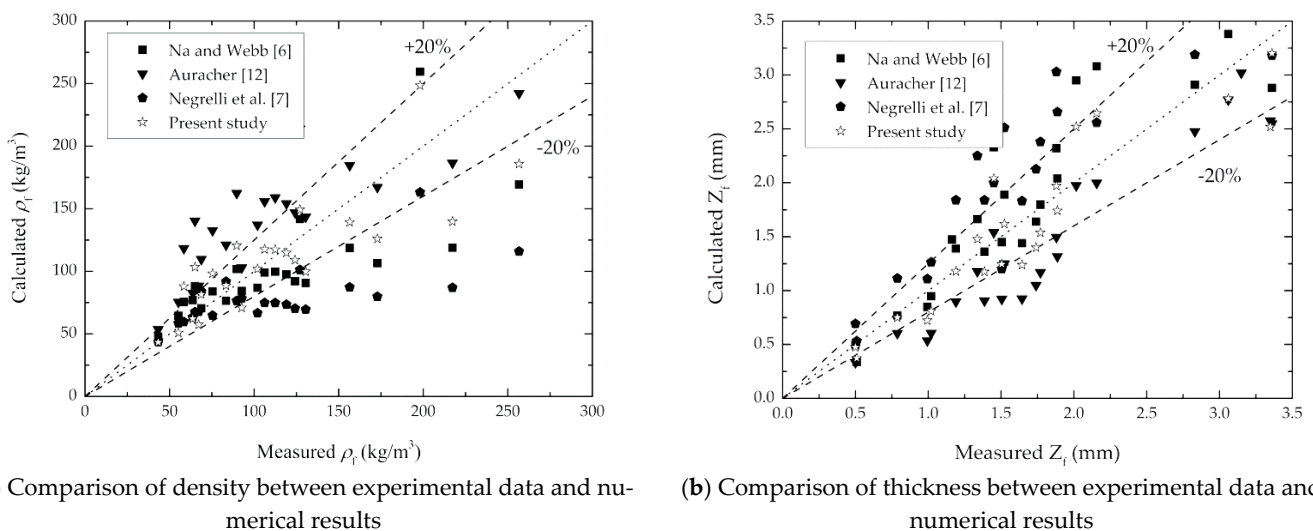 300
250
200
150
100
50
0
0 50 100 150 200 250 300
Calculated ρf (kg/m3)
Measured ρf (kg/m3)
Na and Webb [6]
Auracher [12]
Negrelli et al. [7]
Present study
+20%
-20%
3.5
3.0
2.5
2.0
1.5
1.0
0.5
0.0
0.0 0.5 1.0 1.5 2.0 2.5 3.0 3.5
Calculated Zf (mm)
Measured Zf (mm)
Na and Webb [6]
Auracher [12]
Negrelli et al. [7]
Present study
+20%
-20%
) Comparison of density between experimental data and nu-
merical results
(b) Comparison of thickness between experimental data and
numerical results